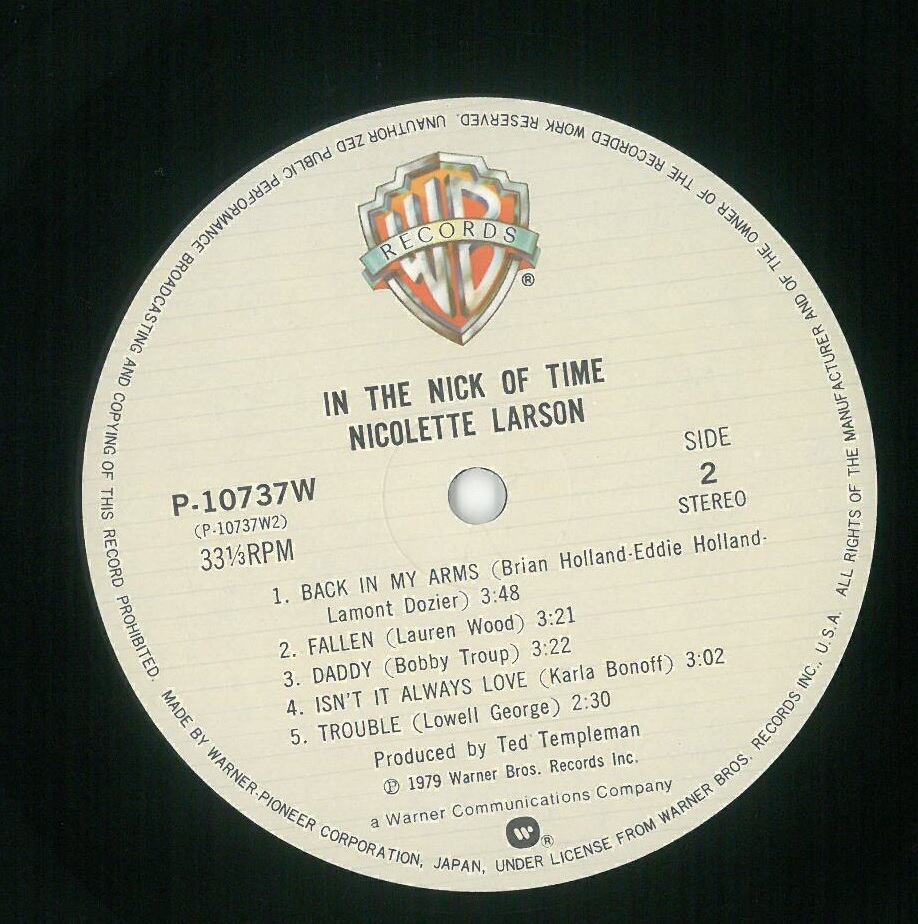 WB
RECORDS
®
IN THE NICK OF TIME
NICOLETTE LARSON
SIDE
2
STEREO
P-10737W
(P-10737W2)
33⅓RPM
1. BACK IN MY ARMS (Brian Holland-Eddie Holland-
Lamont Dozier) 3:48
2. FALLEN (Lauren Wood) 3:21
3. DADDY (Bobby Troup) 3:22
4. ISN'T IT ALWAYS LOVE (Karla Bonoff) 3:02
5. TROUBLE (Lowell George) 2:30
Produced by Ted Templeman
℗ 1979 Warner Bros. Records Inc.
a Warner Communications Company
®
MADE BY WARNER-PIONEER CORPORATION, JAPAN, UNDER LICENSE FROM WARNER BROS. RECORDS INC., U.S.A. ALL RIGHTS OF THE MANUFACTURER AND OF THE OWNER OF THE RECORDED WORK RESERVED. UNAUTHOR ZED PUBLIC PERFORMANCE BROADCASTING AND COPYING OF THIS RECORD PROHIBITED.